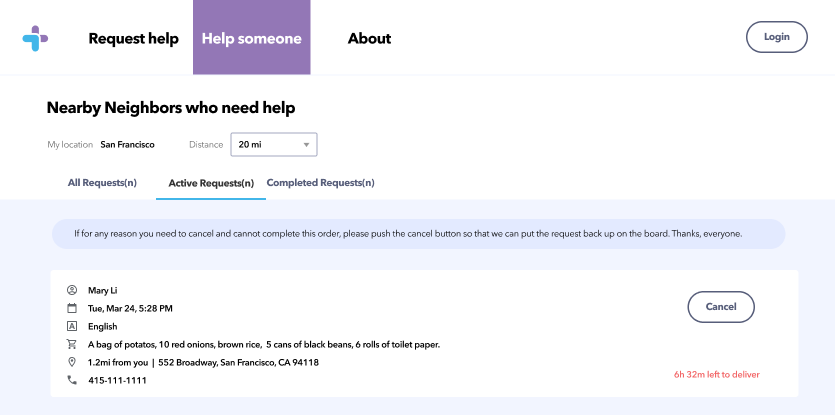 Request help
Help someone
About
Login
Nearby Neighbors who need help
My location San Francisco
Distance 20 mi
All Requests(n)
Active Requests(n)
Completed Requests(n)
If for any reason you need to cancel and cannot complete this order, please push the cancel button so that we can put the request back up on the board. Thanks, everyone.
Mary Li
Tue, Mar 24, 5:28 PM
A English
A bag of potatos, 10 red onions, brown rice, 5 cans of black beans, 6 rolls of toilet paper.
1.2mi from you | 552 Broadway, San Francisco, CA 94118
415-111-1111
Cancel
6h 32m left to deliver